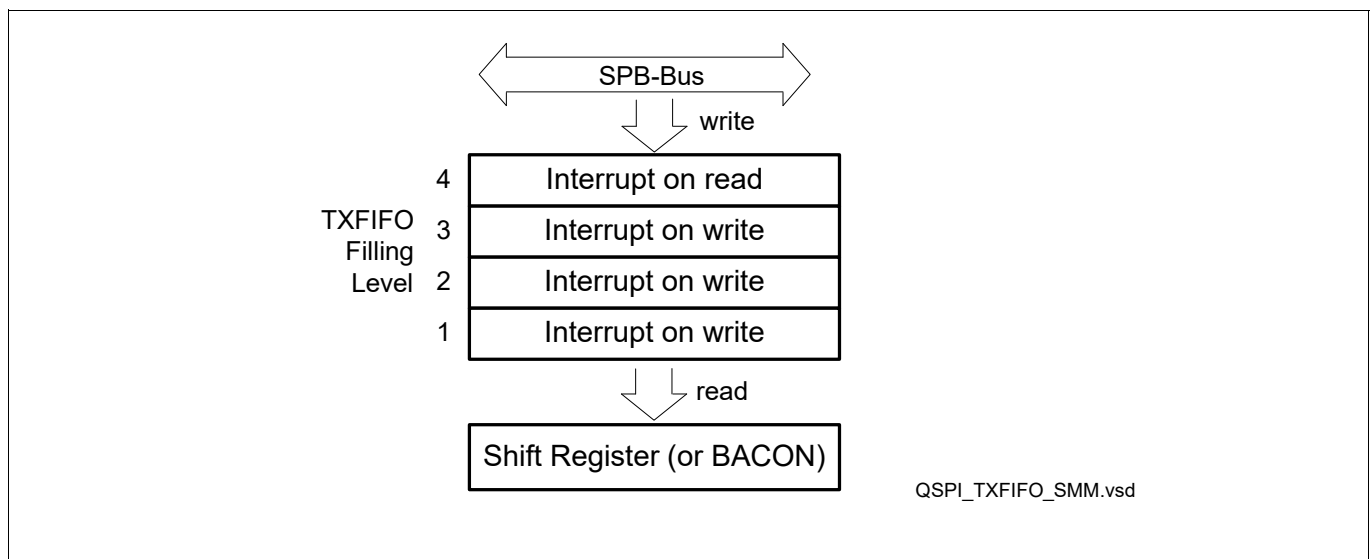 SPB-Bus
write
4 Interrupt on read
TXFIFO
Filling
Level
3 Interrupt on write
2 Interrupt on write
1 Interrupt on write
read
Shift Register (or BACON)
QSPI_TXFIFO_SMM.vsd